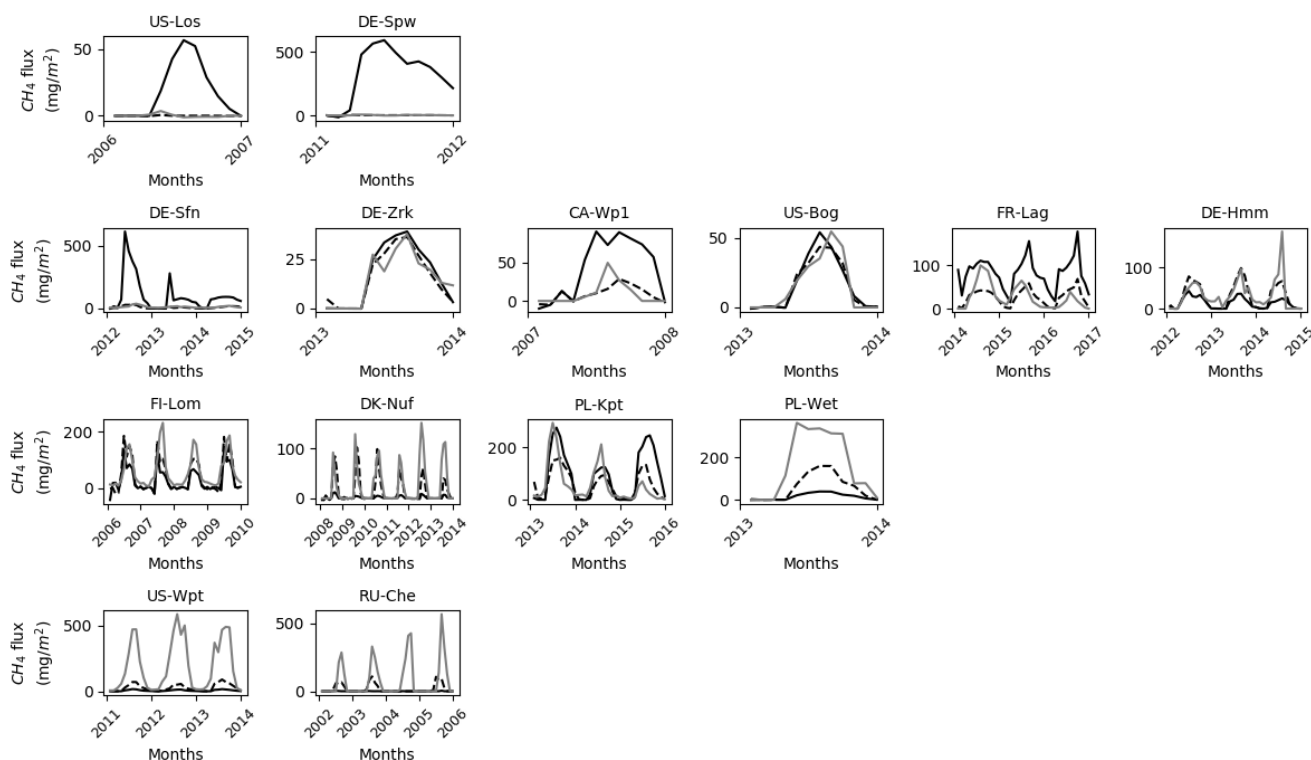 US-Los DE-Spw
CH₄ flux
(mg/m²)
50
0
500
0
2006 2007 2011 2012
Months Months
DE-Sfn DE-Zrk CA-Wp1 US-Bog FR-Lag DE-Hmm
CH₄ flux
(mg/m²)
500
0
25
0
50
0
50
0
100
0
100
0
2012 2013 2014 2015 2013 2014 2007 2008 2013 2014 2014 2015 2016 2017 2012 2013 2014 2015
Months Months Months Months Months Months
FI-Lom DK-Nuf PL-Kpt PL-Wet
CH₄ flux
(mg/m²)
200
0
100
0
200
0
200
0
2006 2007 2008 2009 2010 2008 2009 2010 2011 2012 2013 2014 2013 2014 2015 2016 2013 2014
Months Months Months Months
US-Wpt RU-Che
CH₄ flux
(mg/m²)
500
0
500
0
2011 2012 2013 2014 2002 2003 2004 2005 2006
Months Months